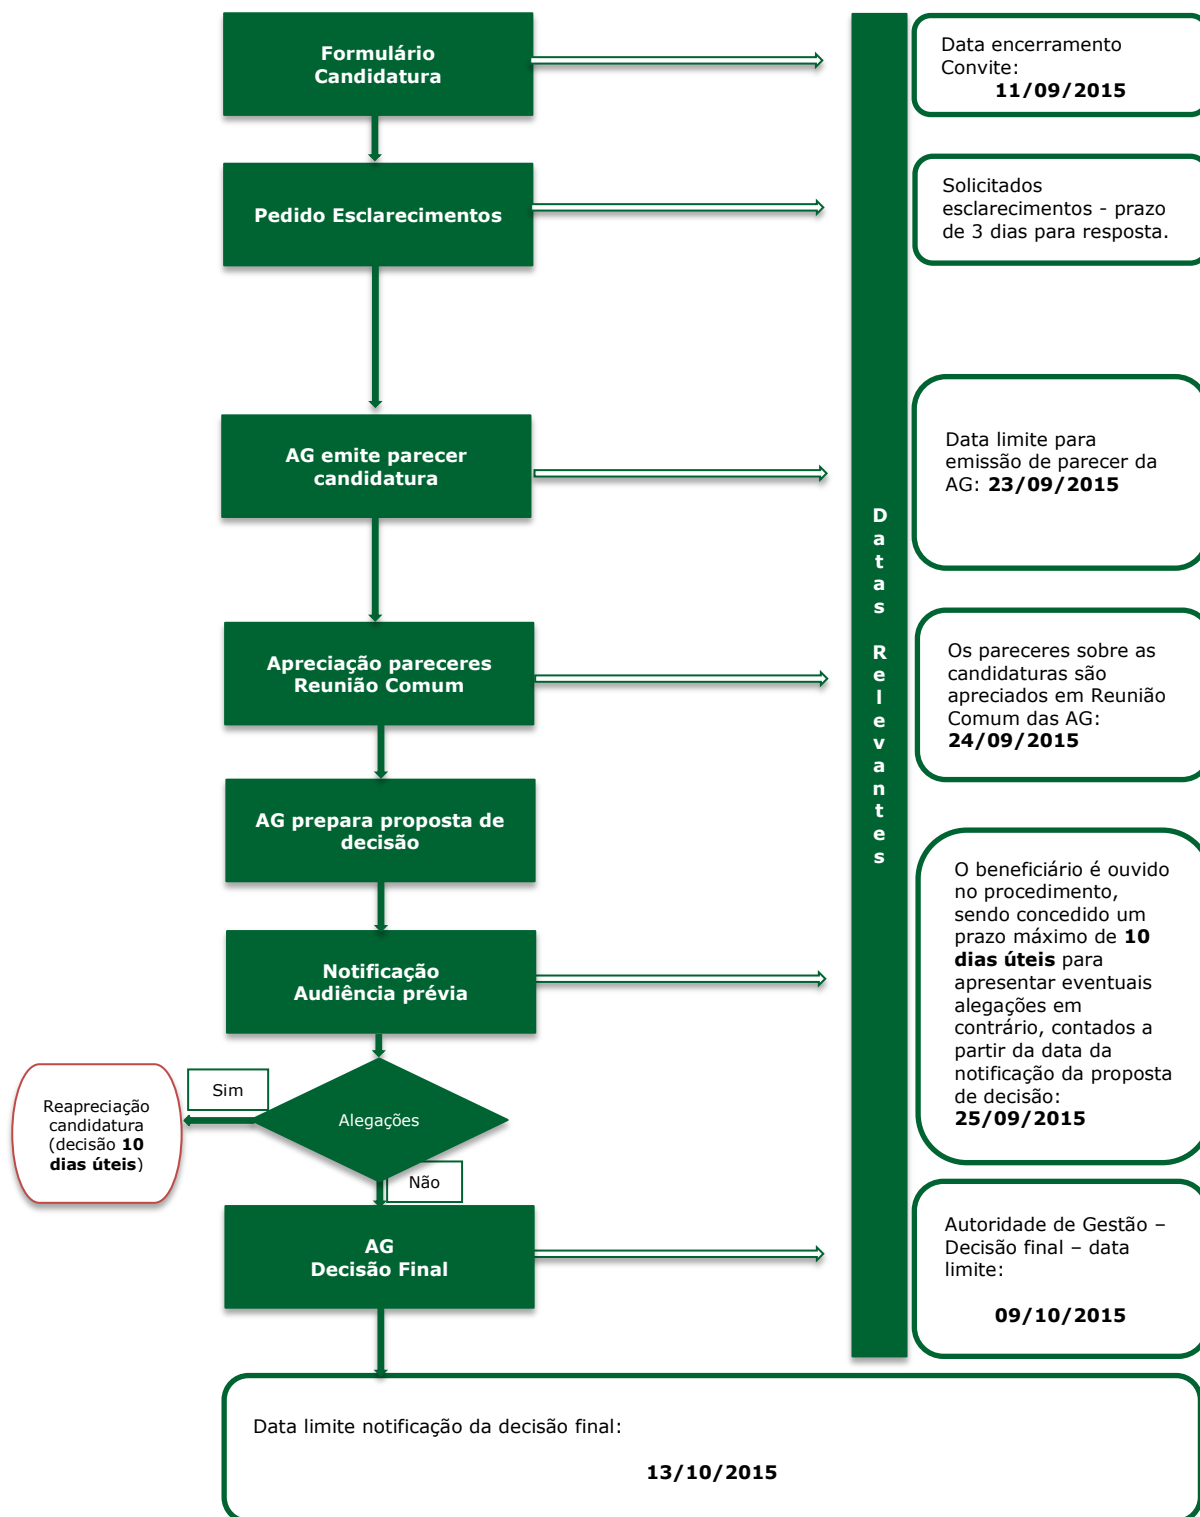 Formulário
Candidatura
Data encerramento
Convite:
11/09/2015
Pedido Esclarecimentos
Solicitados
esclarecimentos - prazo
de 3 dias para resposta.
AG emite parecer
candidatura
Data limite para
emissão de parecer da
AG: 23/09/2015
Datas
Relevantes
Apreciação pareceres
Reunião Comum
Os pareceres sobre as
candidaturas são
apreciados em Reunião
Comum das AG:
24/09/2015
AG prepara proposta de
decisão
Notificação
Audiência prévia
O beneficiário é ouvido
no procedimento,
sendo concedido um
prazo máximo de 10
dias úteis para
apresentar eventuais
alegações em
contrário, contados a
partir da data da
notificação da proposta
de decisão:
25/09/2015
Alegações
Sim
Reapreciação
candidatura
(decisão 10
dias úteis)
Não
AG
Decisão Final
Autoridade de Gestão –
Decisão final – data
limite:
09/10/2015
Data limite notificação da decisão final:
13/10/2015